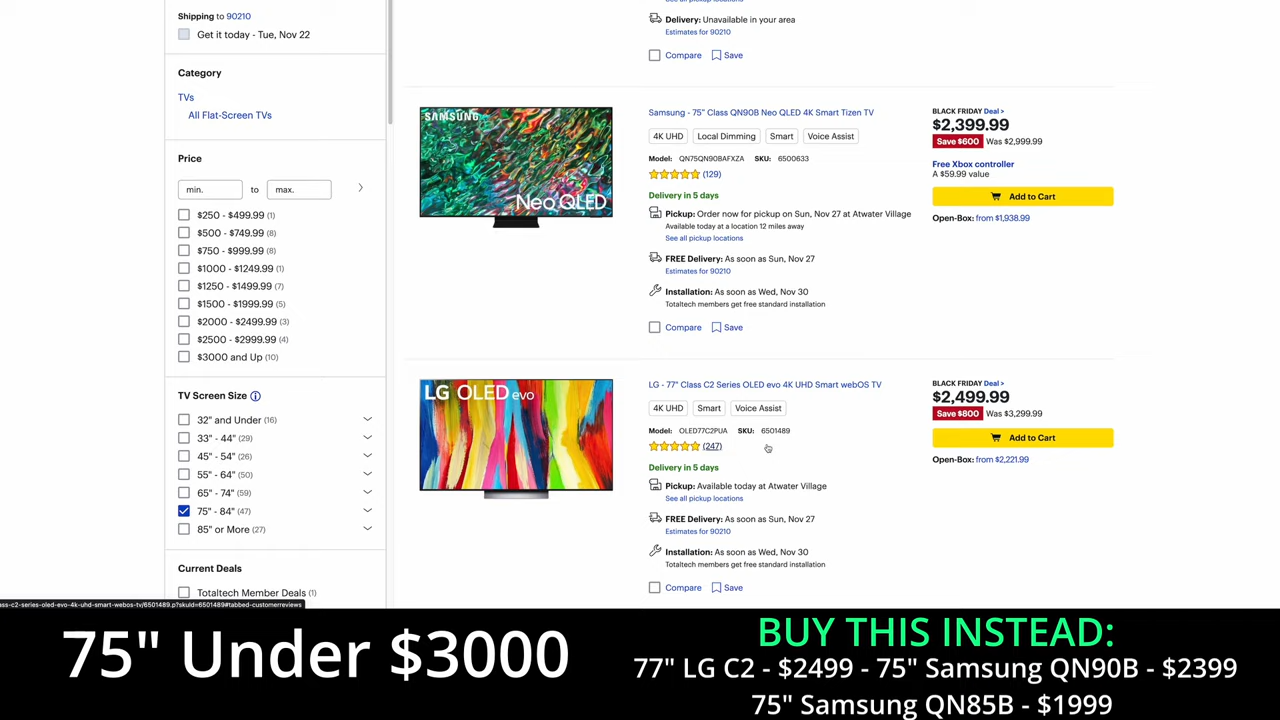 Shipping to 90210
Get it today - Tue, Nov 22
Category
TVs
All Flat-Screen TVs
Price
min.
to
max.
$250 - $499.99 (1)
$500 - $749.99 (8)
$750 - $999.99 (8)
$1000 - $1249.99 (1)
$1250 - $1499.99 (7)
$1500 - $1999.99 (5)
$2000 - $2499.99 (3)
$2500 - $2999.99 (4)
$3000 and Up (10)
TV Screen Size
32" and Under (16)
33" - 44" (29)
45" - 54" (26)
55" - 64" (50)
65" - 74" (59)
75" - 84" (47)
85" or More (27)
Current Deals
Totaltech Member Deals (1)
Delivery: Unavailable in your area
Estimates for 90210
Compare
Save
SAMSUNG
Neo QLED
Samsung - 75" Class QN90B Neo QLED 4K Smart Tizen TV
4K UHD
Local Dimming
Smart
Voice Assist
Model: QN75QN90BAFXZA SKU: 6500633
(129)
Delivery in 5 days
Pickup: Order now for pickup on Sun, Nov 27 at Atwater Village
Available today at a location 12 miles away
See all pickup locations
FREE Delivery: As soon as Sun, Nov 27
Estimates for 90210
Installation: As soon as Wed, Nov 30
Totaltech members get free standard installation
Compare
Save
BLACK FRIDAY Deal >
$2,399.99
Save $600 Was $2,999.99
Free Xbox controller
A $59.99 value
Add to Cart
Open-Box: from $1,938.99
LG OLED evo
LG - 77" Class C2 Series OLED evo 4K UHD Smart webOS TV
4K UHD
Smart
Voice Assist
Model: OLED77C2PUA SKU: 6501489
(247)
Delivery in 5 days
Pickup: Available today at Atwater Village
See all pickup locations
FREE Delivery: As soon as Sun, Nov 27
Estimates for 90210
Installation: As soon as Wed, Nov 30
Totaltech members get free standard installation
Compare
Save
BLACK FRIDAY Deal >
$2,499.99
Save $800 Was $3,299.99
Add to Cart
Open-Box: from $2,221.99
ass-c2-series-oled-evo-4k-uhd-smart-webos-tv/6501489.p?skuId=6501489#tabbed-customerreviews
75" Under $3000
BUY THIS INSTEAD:
77" LG C2 - $2499 - 75" Samsung QN90B - $2399
75" Samsung QN85B - $1999